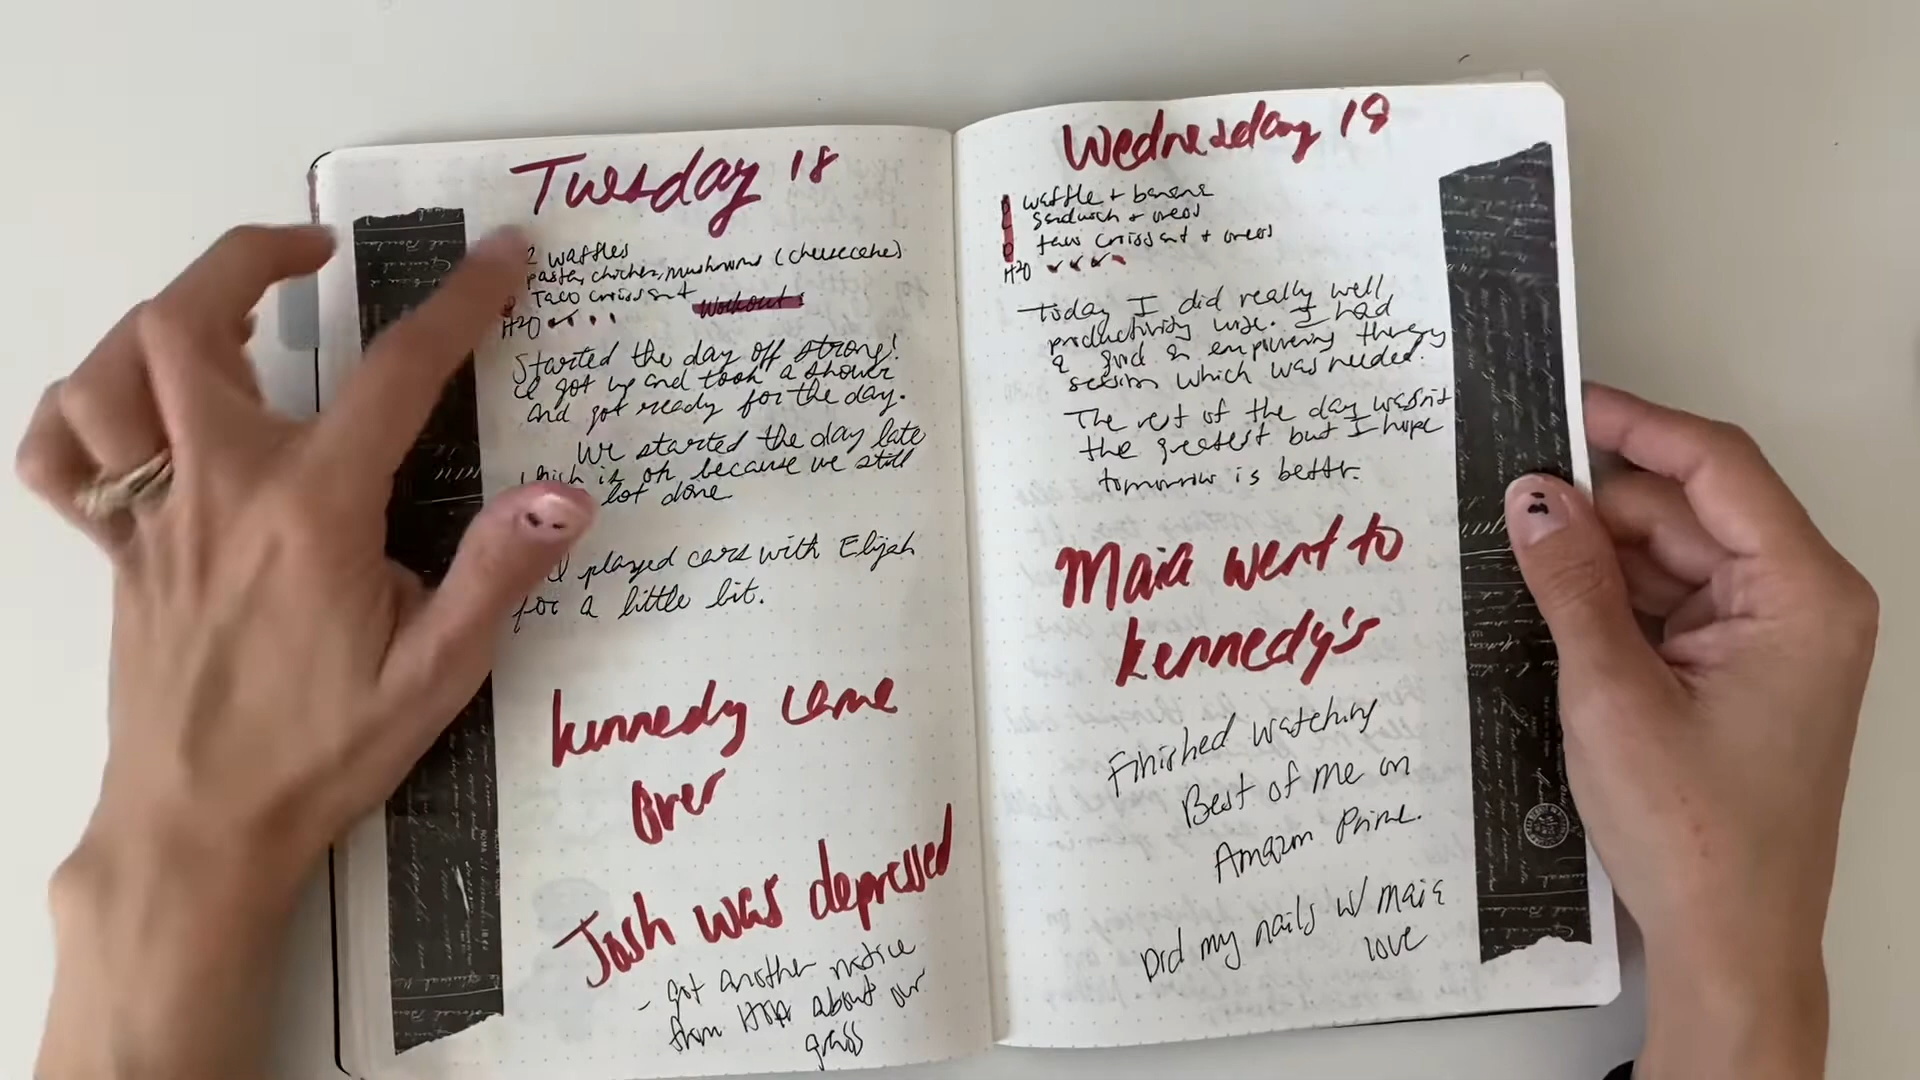 Tuesday 18
2 waffles
pasta, chicken, mushrooms (cheesecake)
Taco croissant Workout!
H2O
Started the day off strong!
I got up and took a shower
and got ready for the day.
We started the day late
which is ok because we still
lot done
I played cars with Elijah
for a little bit.
Kennedy came
over
Josh was depressed
- got another notice
from HOA about our
grass
Wednesday 18
waffle + banana
L sandwich + oreos
D taco croissant + oreos
H2O
Today I did really well
productivity wise. I had
a good & empowering therapy
session which was needed.
The rest of the day wasn't
the greatest but I hope
tomorrow is better.
Maia went to
Kennedy's
Finished watching
Best of Me on
Amazon Prime.
Did my nails w/ Maia
love